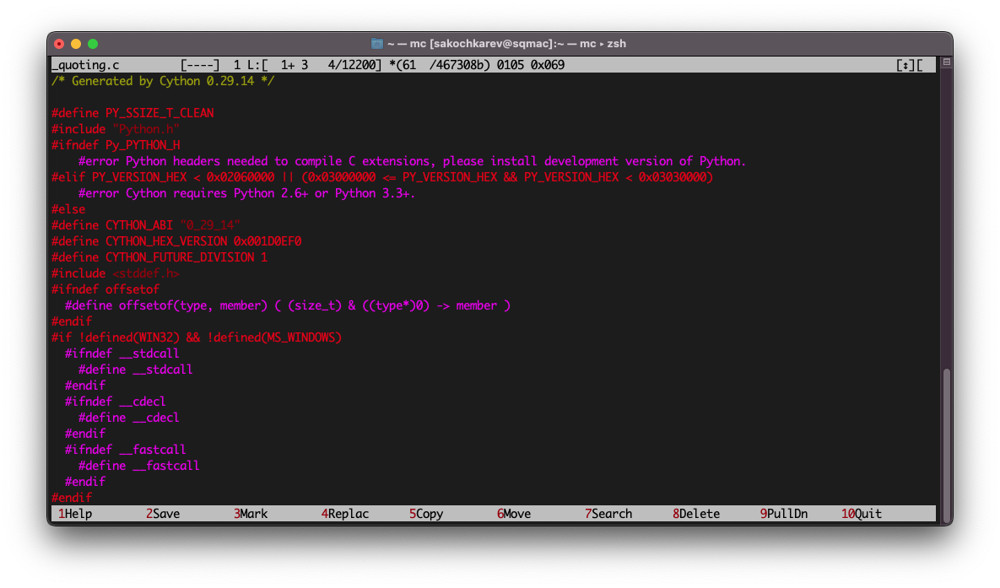 ~ — mc [sakochkarev@sqmac]:~ — mc ▸ zsh
_quoting.c         [----]  1 L:[  1+ 3   4/12200] *(61  /467308b) 0105 0x069                                                 [↕][
/* Generated by Cython 0.29.14 */
#define PY_SSIZE_T_CLEAN
#include "Python.h"
#ifndef Py_PYTHON_H
    #error Python headers needed to compile C extensions, please install development version of Python.
#elif PY_VERSION_HEX < 0x02060000 || (0x03000000 <= PY_VERSION_HEX && PY_VERSION_HEX < 0x03030000)
    #error Cython requires Python 2.6+ or Python 3.3+.
#else
#define CYTHON_ABI "0_29_14"
#define CYTHON_HEX_VERSION 0x001D0EF0
#define CYTHON_FUTURE_DIVISION 1
#include <stddef.h>
#ifndef offsetof
  #define offsetof(type, member) ( (size_t) & ((type*)0) -> member )
#endif
#if !defined(WIN32) && !defined(MS_WINDOWS)
  #ifndef __stdcall
    #define __stdcall
  #endif
  #ifndef __cdecl
    #define __cdecl
  #endif
  #ifndef __fastcall
    #define __fastcall
  #endif
#endif
1Help 2Save 3Mark 4Replac 5Copy 6Move 7Search 8Delete 9PullDn 10Quit